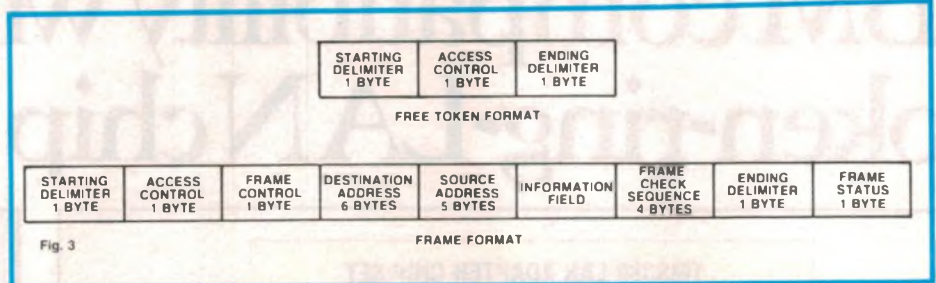 STARTING
DELIMITER
1 BYTE
ACCESS
CONTROL
1 BYTE
ENDING
DELIMITER
1 BYTE
FREE TOKEN FORMAT
STARTING
DELIMITER
1 BYTE
ACCESS
CONTROL
1 BYTE
FRAME
CONTROL
1 BYTE
DESTINATION
ADDRESS
6 BYTES
SOURCE
ADDRESS
5 BYTES
INFORMATION
FIELD
FRAME
CHECK
SEQUENCE
4 BYTES
ENDING
DELIMITER
1 BYTE
FRAME
STATUS
1 BYTE
Fig. 3
FRAME FORMAT